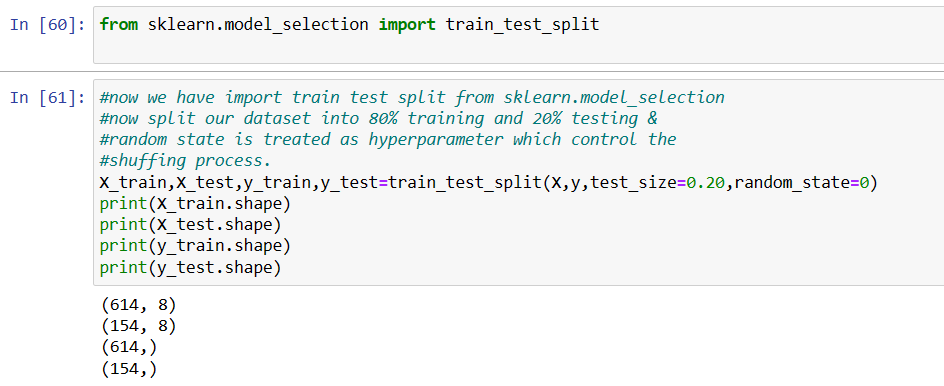 In [60]: from sklearn.model_selection import train_test_split
In [61]: #now we have import train test split from sklearn.model_selection
#now split our dataset into 80% training and 20% testing &
#random state is treated as hyperparameter which control the
#shuffing process.
X_train,X_test,y_train,y_test=train_test_split(X,y,test_size=0.20,random_state=0)
print(X_train.shape)
print(X_test.shape)
print(y_train.shape)
print(y_test.shape)
(614, 8)
(154, 8)
(614,)
(154,)